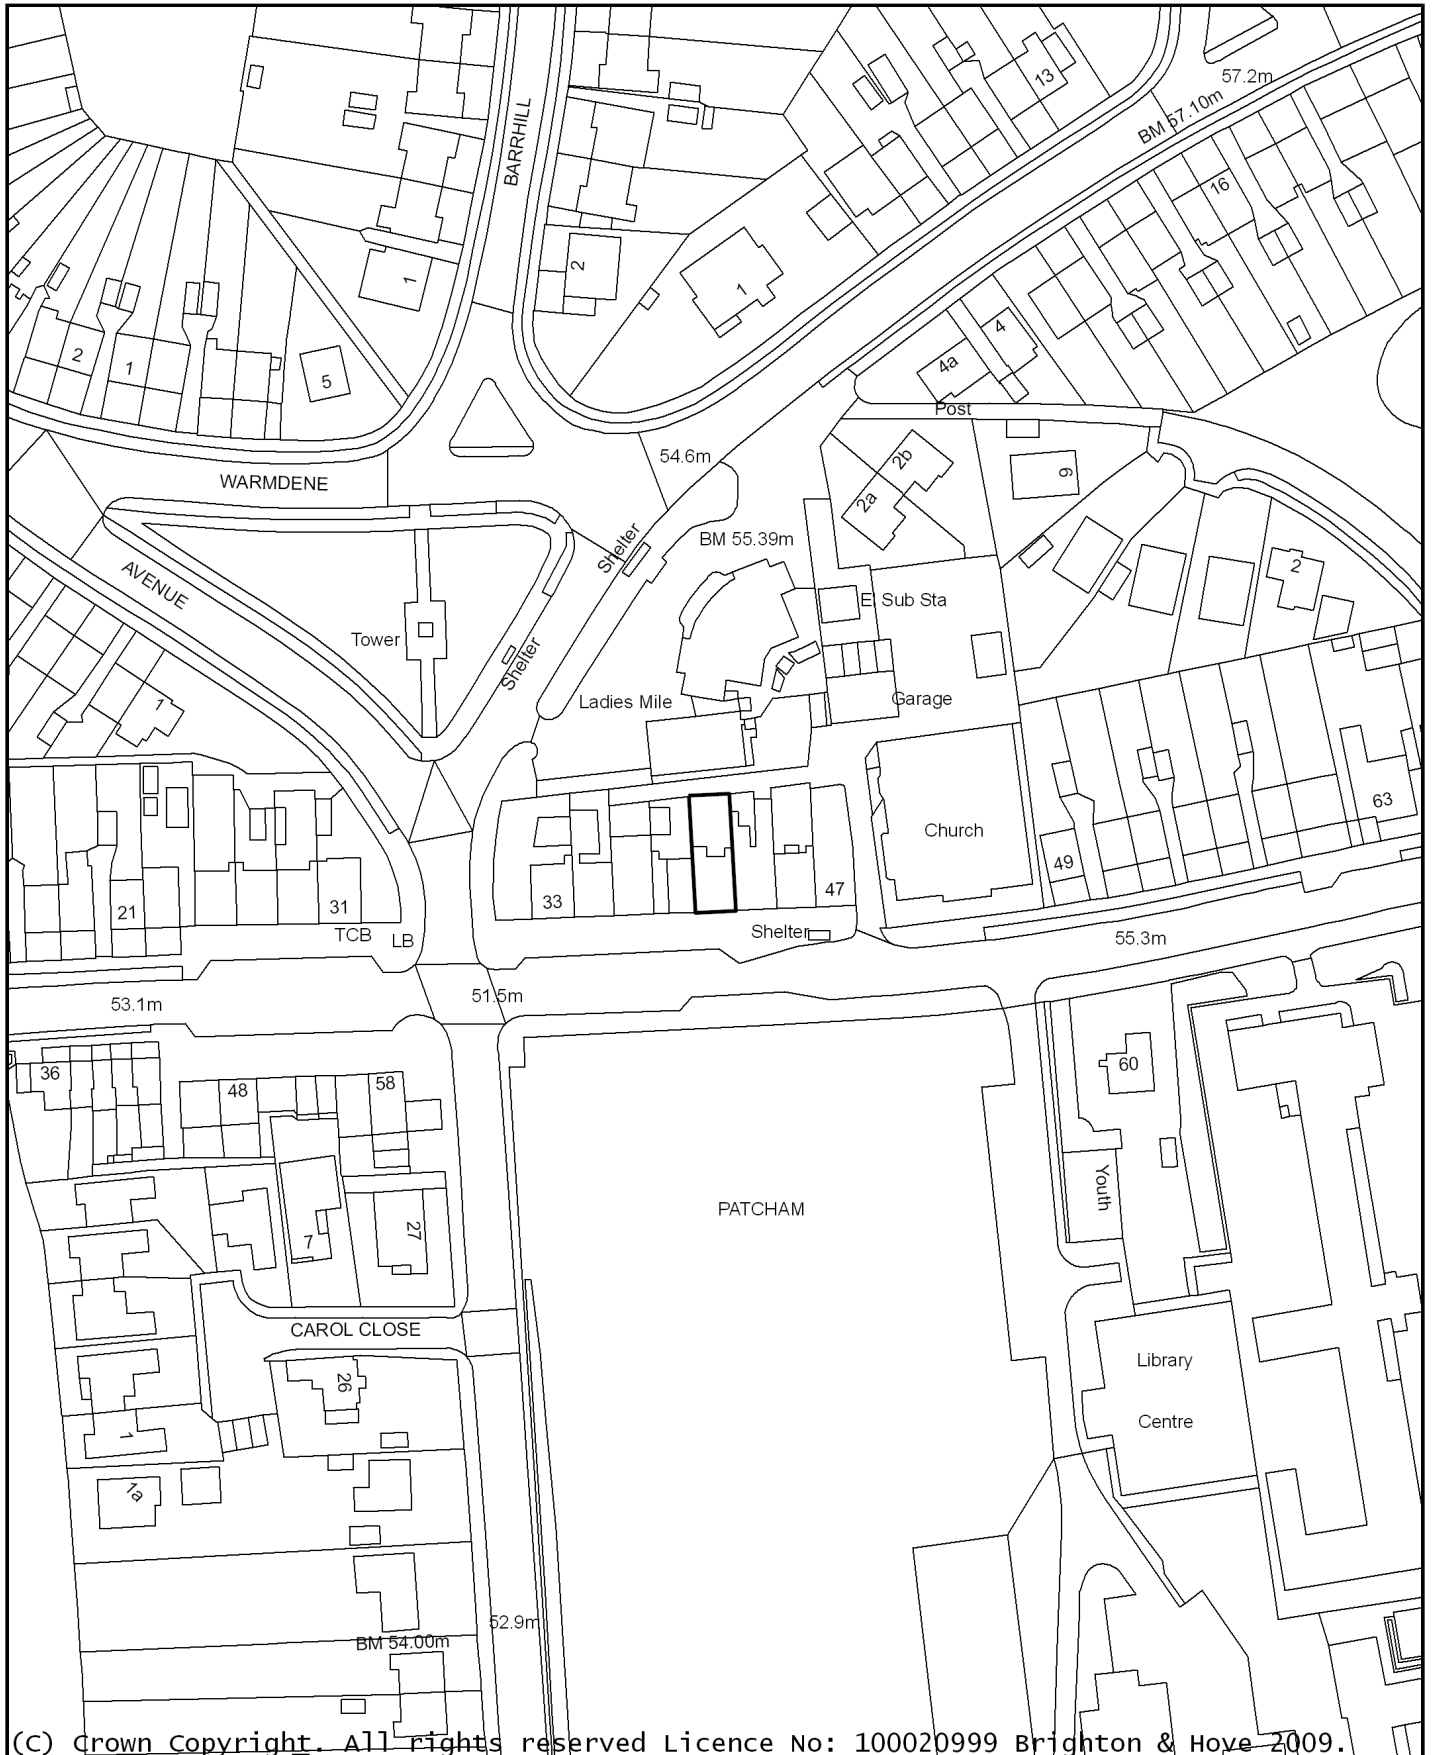 57.2m
13
BM 57.10m
BARRHILL
16
2
1
1
4
2
1
4a
5
Post
2b
54.6m
9
WARMDENE
2a
Shelter
BM 55.39m
2
AVENUE
El Sub Sta
Tower
Shelter
1
Ladies Mile
Garage
63
Church
49
47
33
31
21
Shelter
TCB
LB
55.3m
53.1m
51.5m
36
60
58
48
Youth
PATCHAM
27
7
CAROL CLOSE
Library
26
Centre
1
1a
52.9m
BM 54.00m
(C) Crown Copyright. All rights reserved Licence No: 100020999 Brighton & Hove 2009.